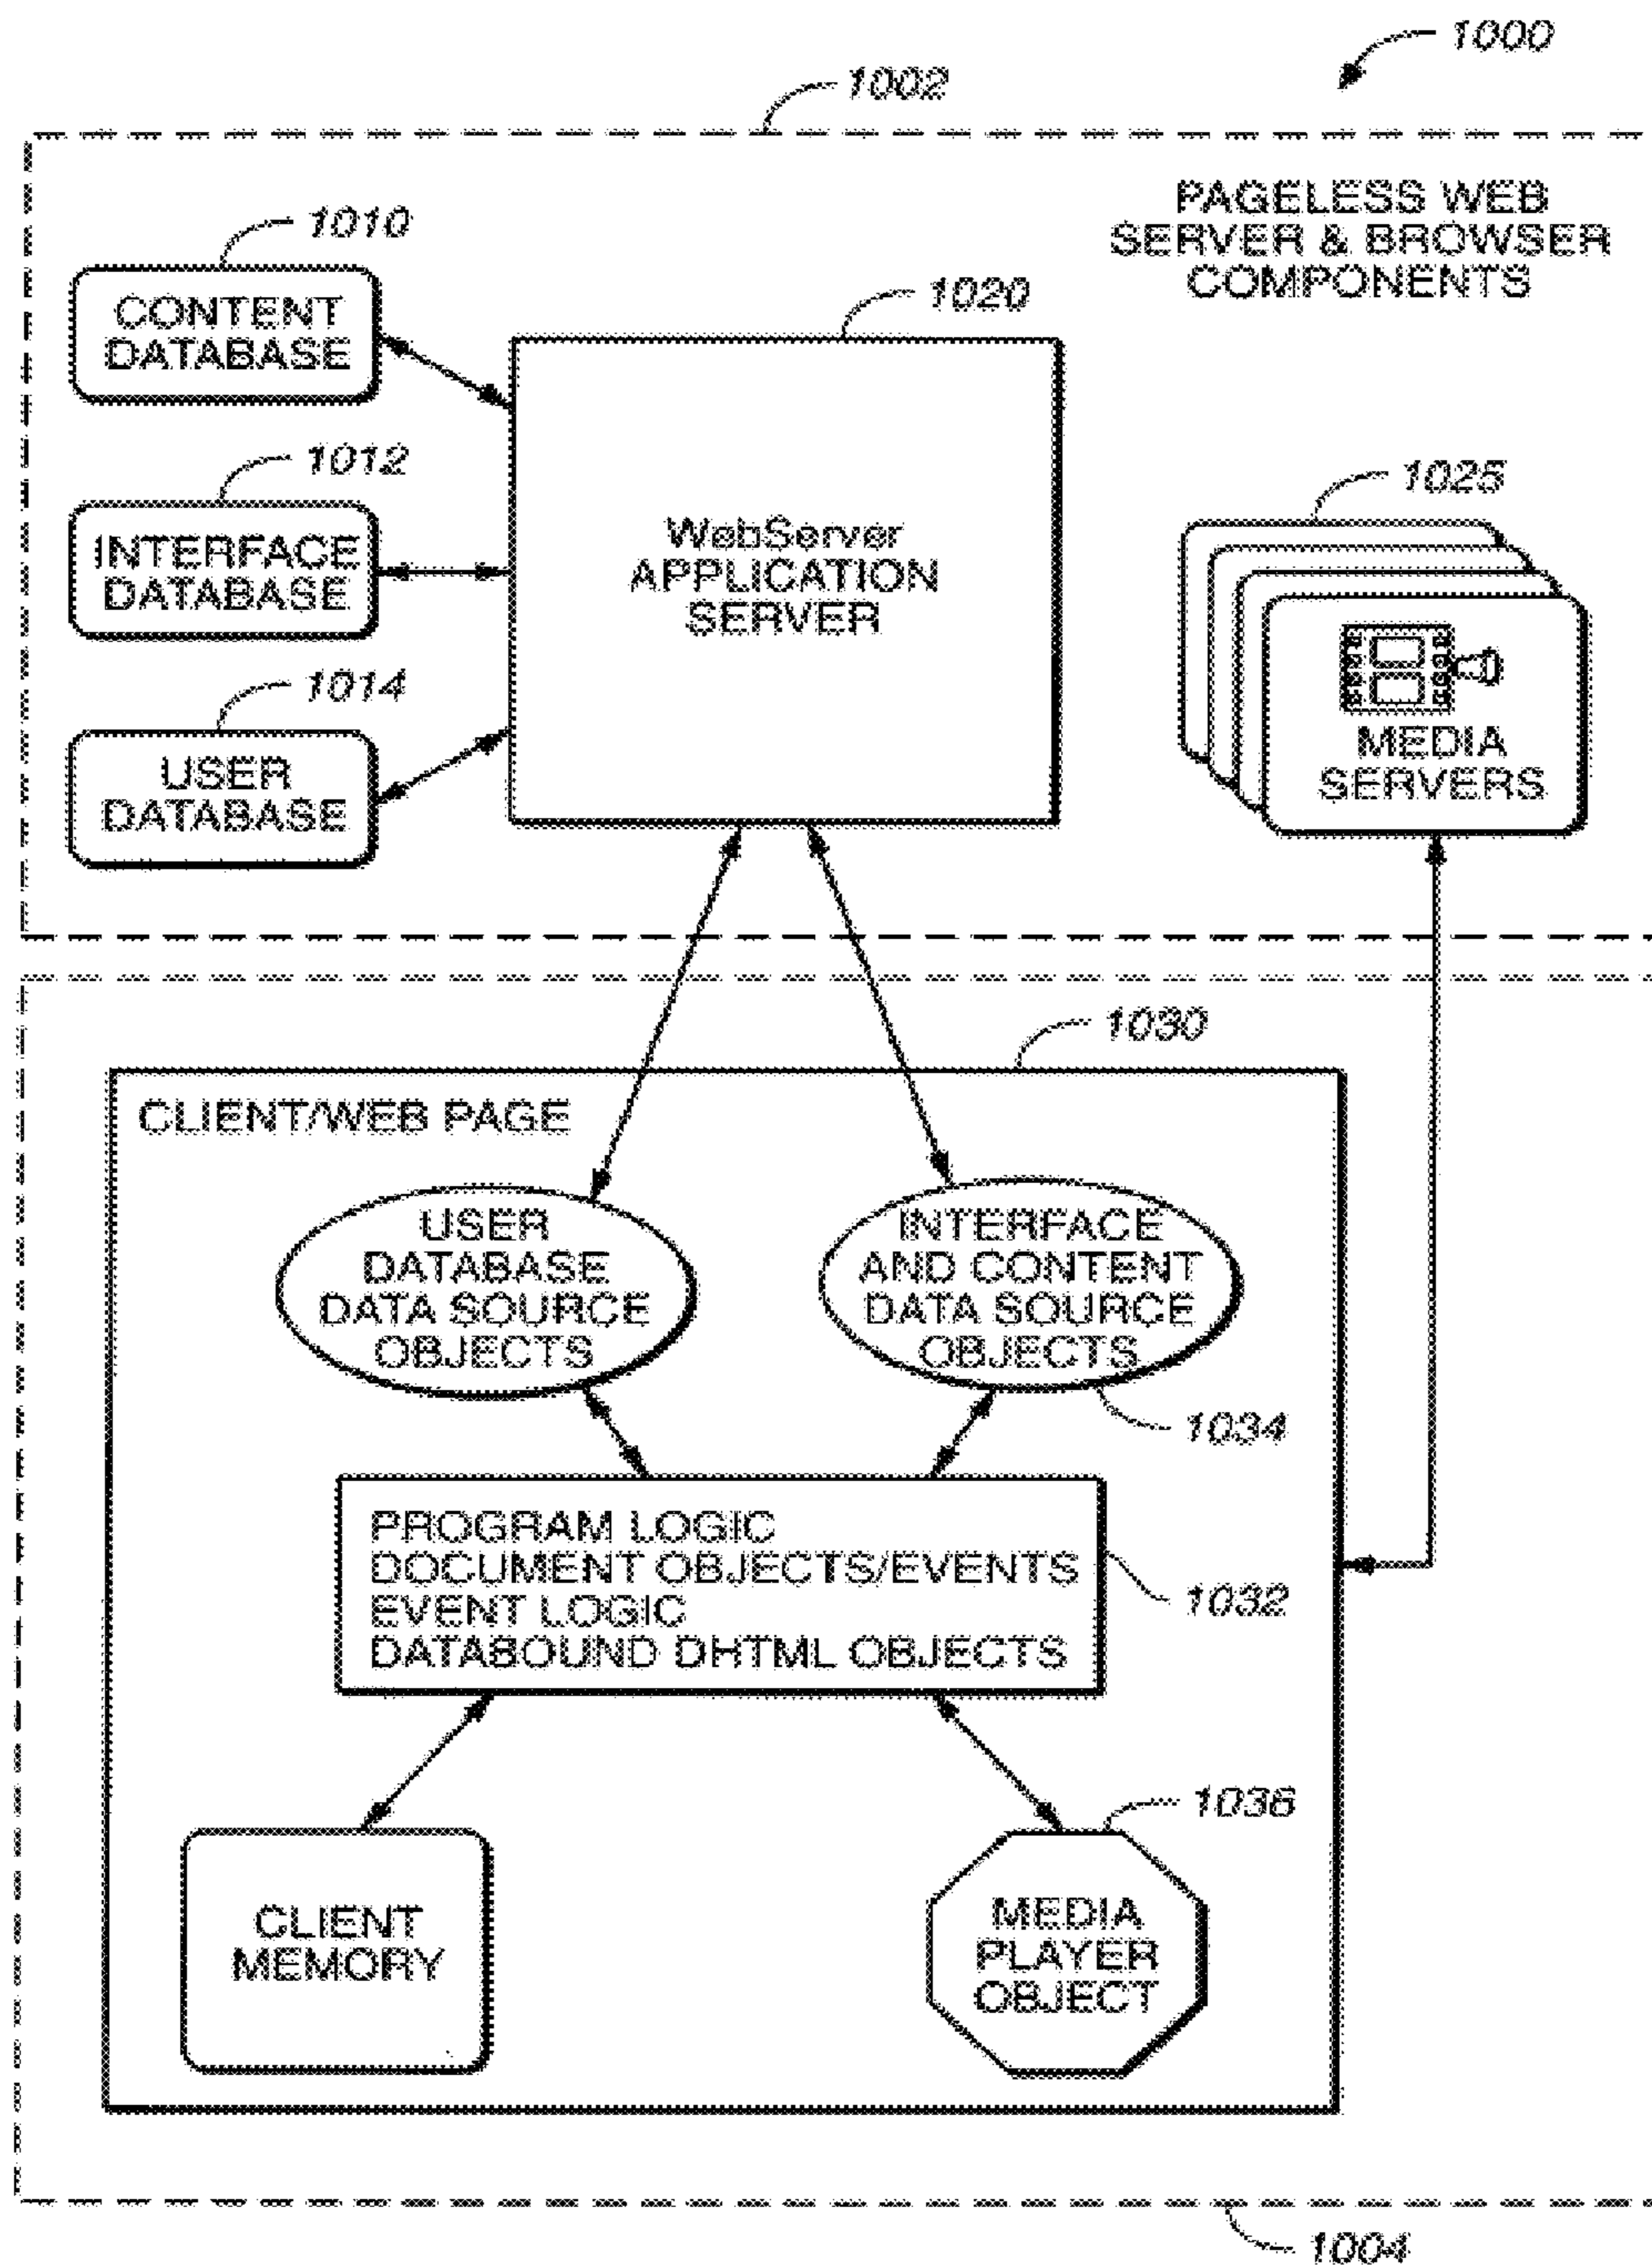 1000
1002
PAGELESS WEB
SERVER & BROWSER
COMPONENTS
1010
CONTENT
DATABASE
1020
WebServer
APPLICATION
SERVER
1012
INTERFACE
DATABASE
1025
MEDIA
SERVERS
1014
USER
DATABASE
1030
CLIENT/WEB PAGE
USER
DATABASE
DATA SOURCE
OBJECTS
INTERFACE
AND CONTENT
DATA SOURCE
OBJECTS
1034
PROGRAM LOGIC
DOCUMENT OBJECTS/EVENTS
EVENT LOGIC
DATABOUND DHTML OBJECTS
1032
1036
CLIENT
MEMORY
MEDIA
PLAYER
OBJECT
1004